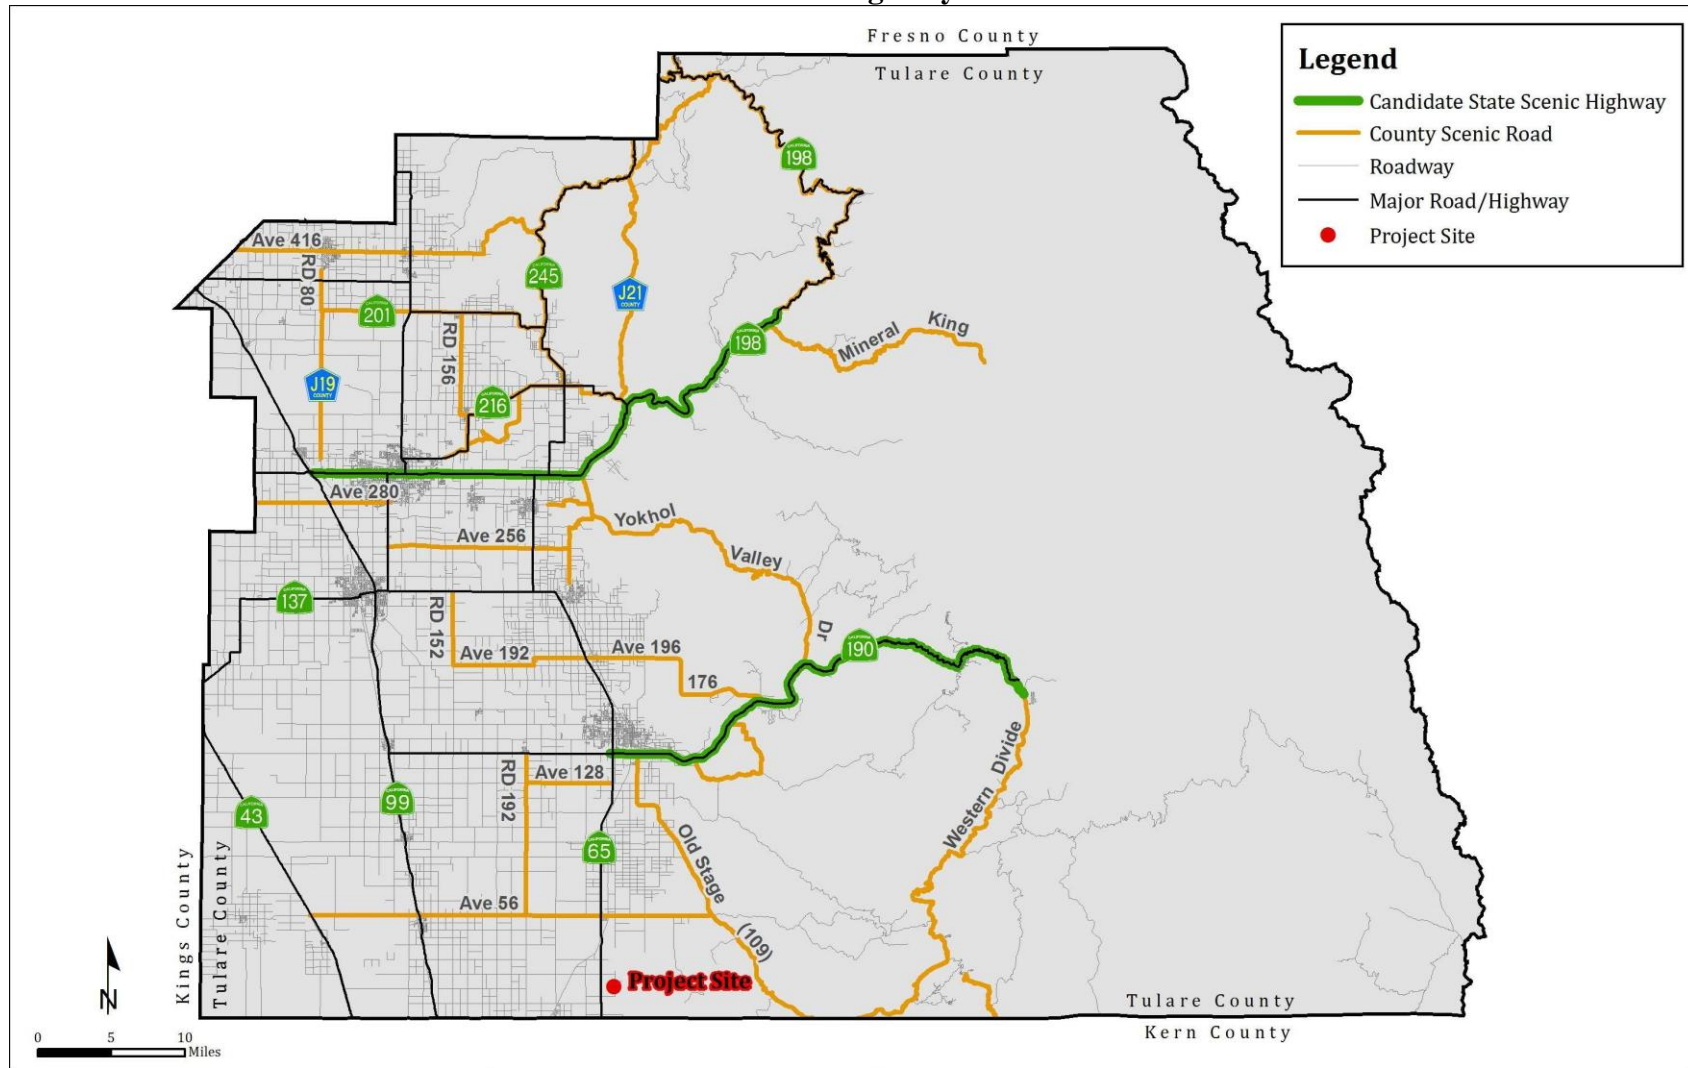 Fresno County
Tulare County
Legend
Candidate State Scenic Highway
County Scenic Road
Roadway
Major Road/Highway
Project Site
198
Ave 416
RD 80
245
J21
COUNTY
201
RD 156
198
Mineral King
J19
COUNTY
216
Ave 280
Yokhol Valley Dr
Ave 256
137
RD 152
Ave 192
Ave 196
190
176
Western Divide
RD 192
Ave 128
43
99
65
Old Stage (109)
Ave 56
Kings County
Tulare County
Project Site
N
0 5 10
Miles
Tulare County
Kern County